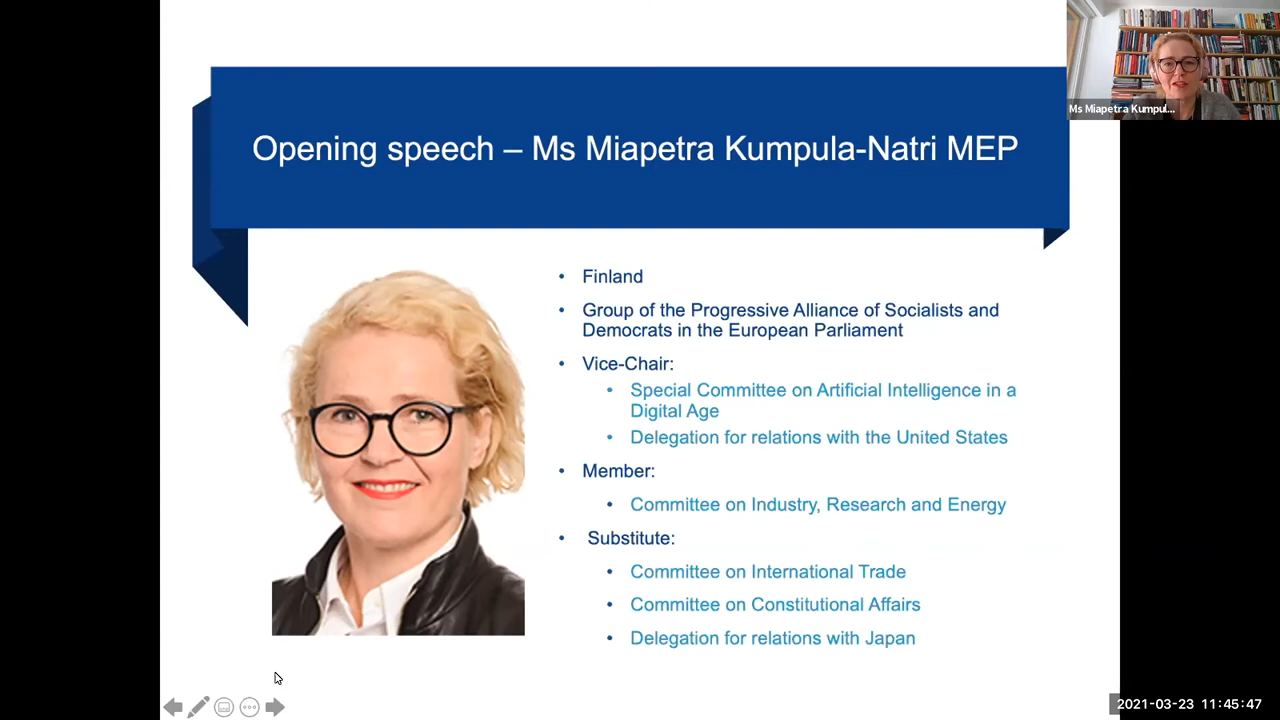 Opening speech – Ms Miapetra Kumpula-Natri MEP
Ms Miapetra Kumpul...
• Finland
• Group of the Progressive Alliance of Socialists and
Democrats in the European Parliament
• Vice-Chair:
• Special Committee on Artificial Intelligence in a
Digital Age
• Delegation for relations with the United States
• Member:
• Committee on Industry, Research and Energy
• Substitute:
• Committee on International Trade
• Committee on Constitutional Affairs
• Delegation for relations with Japan
2021-03-23 11:45:47